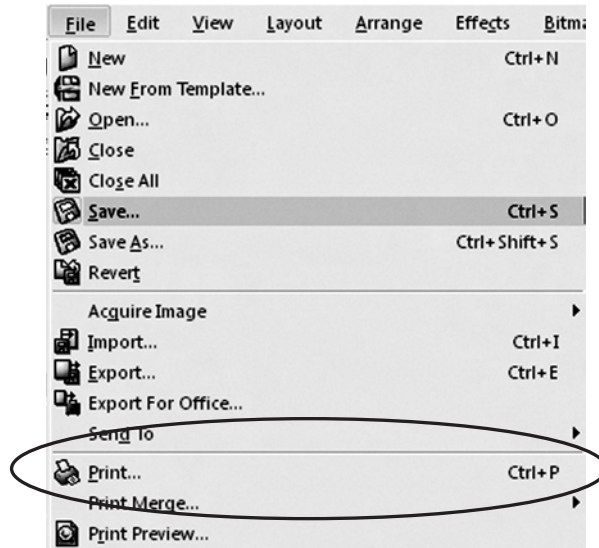 File Edit View Layout Arrange Effects Bitma
New Ctrl+N
New From Template...
Open... Ctrl+O
Close
Close All
Save... Ctrl+S
Save As... Ctrl+Shift+S
Revert
Acquire Image
Import... Ctrl+I
Export... Ctrl+E
Export For Office...
Send To
Print... Ctrl+P
Print Merge...
Print Preview...